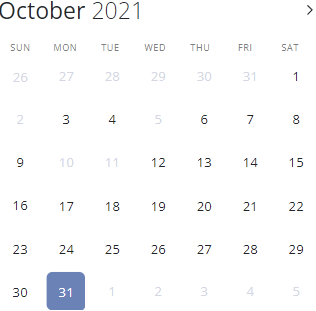 October 2021
SUN MON TUE WED THU FRI SAT
26 27 28 29 30 31 1
2 3 4 5 6 7 8
9 10 11 12 13 14 15
16 17 18 19 20 21 22
23 24 25 26 27 28 29
30 31 1 2 3 4 5